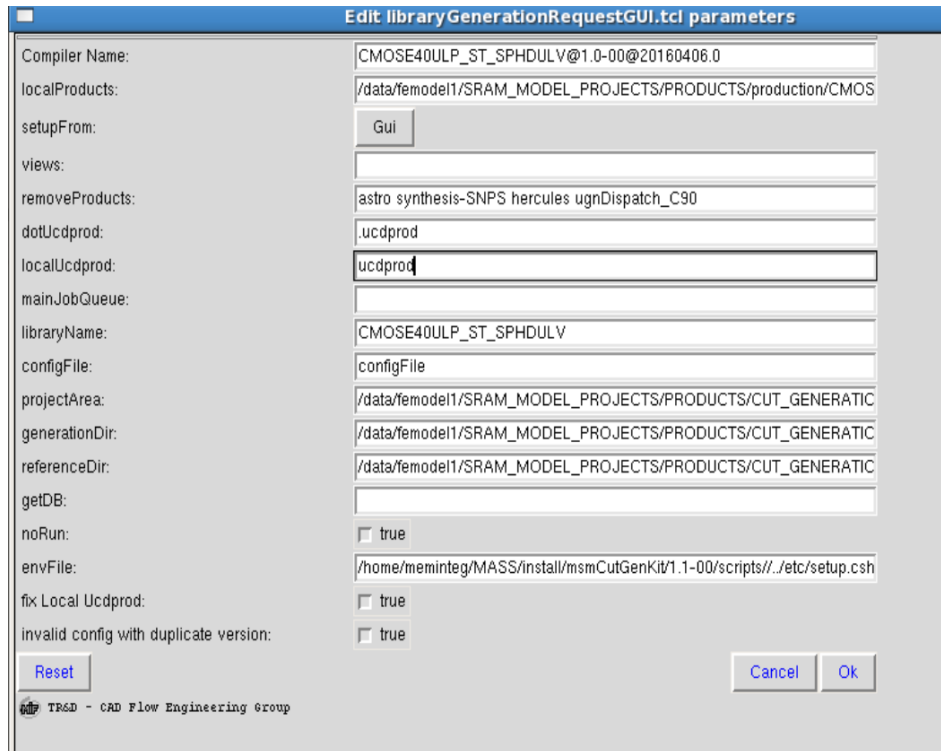 Edit libraryGenerationRequestGUI.tcl parameters
Compiler Name: CMOSE40ULP_ST_SPHDULV@1.0-00@20160406.0
localProducts: /data/femodel1/SRAM_MODEL_PROJECTS/PRODUCTS/production/CMOS
setupFrom: Gui
views:
removeProducts: astro synthesis-SNPS hercules ugnDispatch_C90
dotUcdprod: .ucdprod
localUcdprod: ucdprod
mainJobQueue:
libraryName: CMOSE40ULP_ST_SPHDULV
configFile: configFile
projectArea: /data/femodel1/SRAM_MODEL_PROJECTS/PRODUCTS/CUT_GENERATIC
generationDir: /data/femodel1/SRAM_MODEL_PROJECTS/PRODUCTS/CUT_GENERATIC
referenceDir: /data/femodel1/SRAM_MODEL_PROJECTS/PRODUCTS/CUT_GENERATIC
getDB:
noRun: true
envFile: /home/meminteg/MASS/install/msmCutGenKit/1.1-00/scripts//../etc/setup.csh
fix Local Ucdprod: true
invalid config with duplicate version: true
Reset Cancel Ok
TR&D - CAD Flow Engineering Group